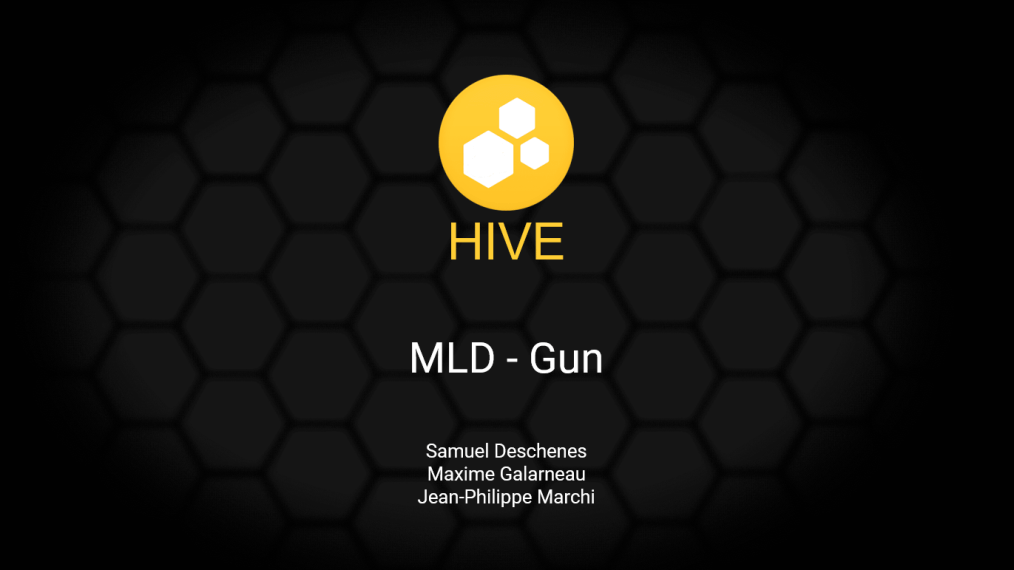 HIVE
MLD - Gun
Samuel Deschenes
Maxime Galarneau
Jean-Philippe Marchi